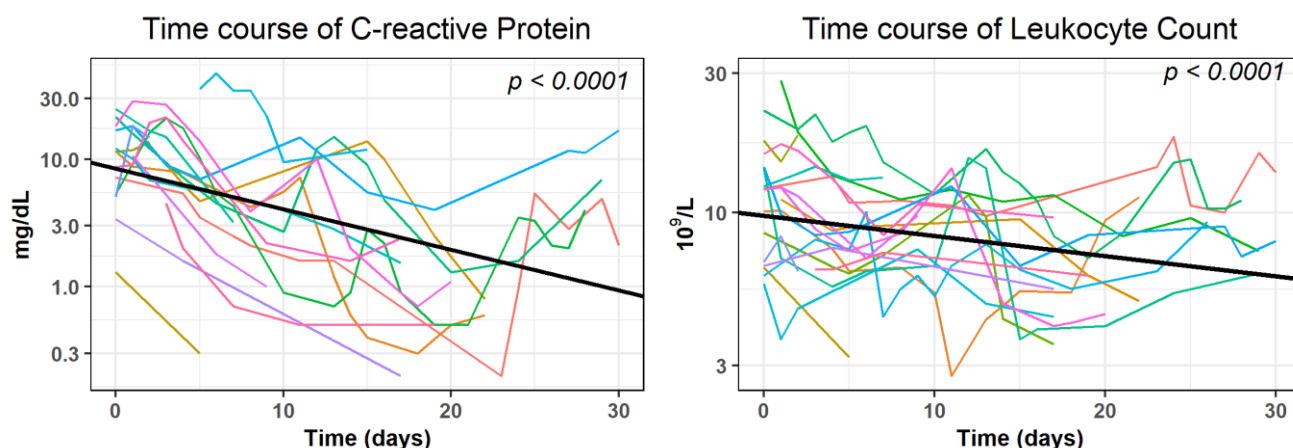 Time course of C-reactive Protein
p < 0.0001
mg/dL
30.0
10.0
3.0
1.0
0.3
0 10 20 30
Time (days)
Time course of Leukocyte Count
p < 0.0001
10⁹/L
30
10
3
0 10 20 30
Time (days)